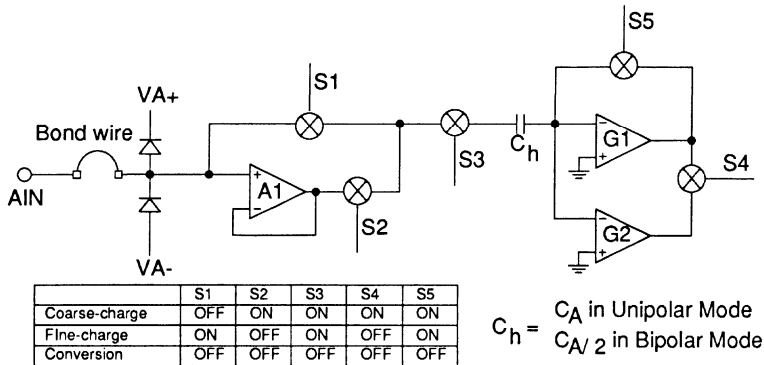 S5
S1
VA+
Bond wire
AIN
+
A1
−
S2
VA-
S3
Ch
−
G1
+
S4
−
G2
+
S1 S2 S3 S4 S5
Coarse-charge OFF ON ON ON ON
FIne-charge ON OFF ON OFF ON
Conversion OFF OFF OFF OFF OFF
Ch = CA in Unipolar Mode
CA/ 2 in Bipolar Mode